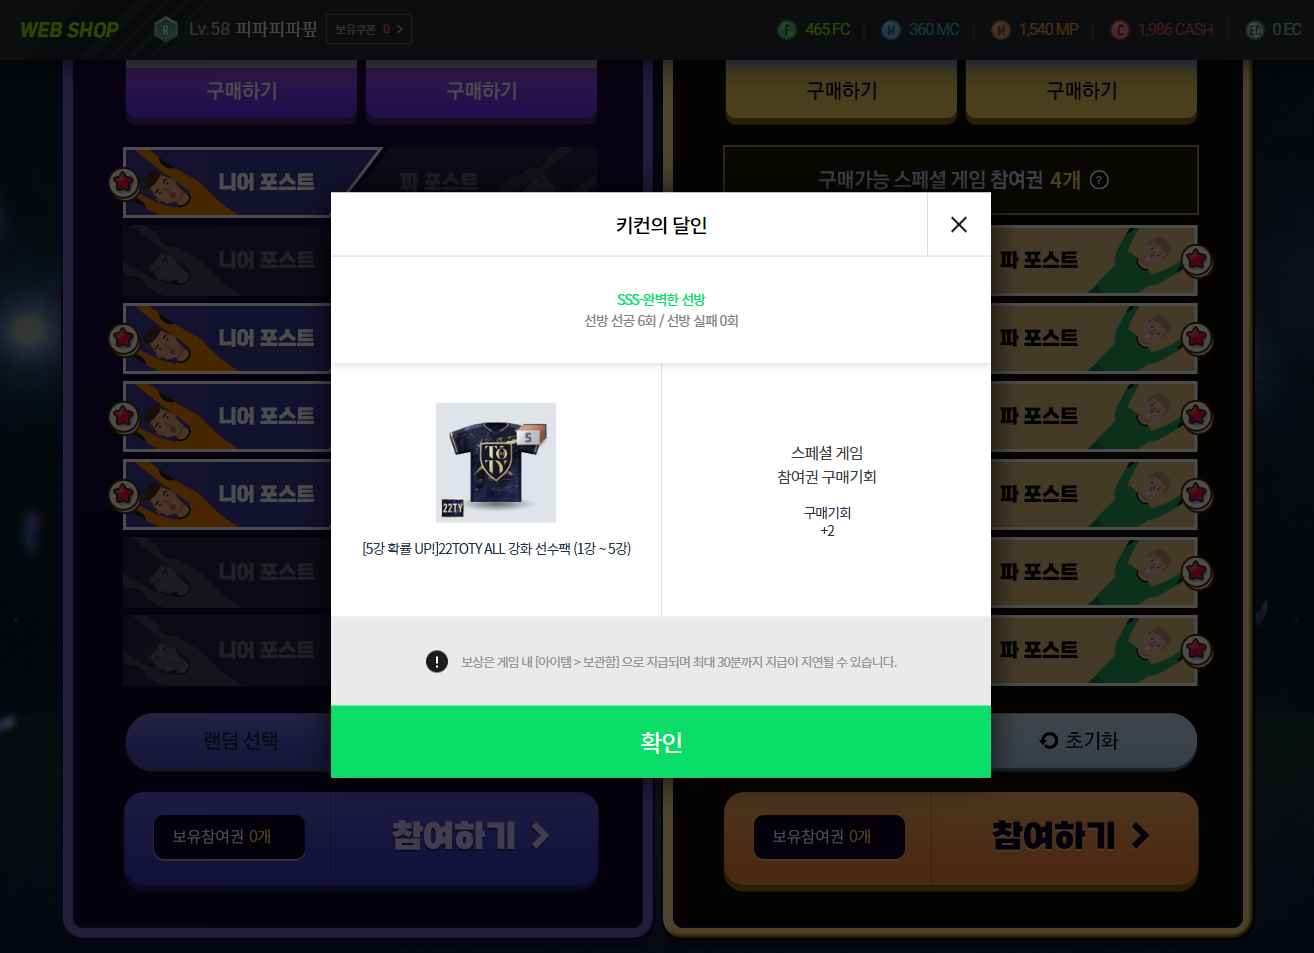 WEB SHOP
R Lv.58 피파피파핖 보유쿠폰 0 >
F 465 FC M 360 MC M 1,540 MP C 1,986 CASH EC 0 EC
구매하기 구매하기 구매하기 구매하기
니어 포스트 파 포스트 구매가능 스페셜 게임 참여권 4개 ?
키컨의 달인
니어 포스트 파 포스트
SSS-완벽한 선방
선방 선공 6회 / 선방 실패 0회
니어 포스트 파 포스트
니어 포스트 파 포스트
TO
TY
5
22TY
[5강 확률 UP!]22TOTY ALL 강화 선수팩 (1강 ~ 5강)
스페셜 게임
참여권 구매기회
구매기회
+2
니어 포스트 파 포스트
니어 포스트 파 포스트
니어 포스트 파 포스트
보상은 게임 내 [아이템 > 보관함] 으로 지급되며 최대 30분까지 지급이 지연될 수 있습니다.
확인
랜덤 선택 초기화
보유참여권 0개 참여하기 보유참여권 0개 참여하기